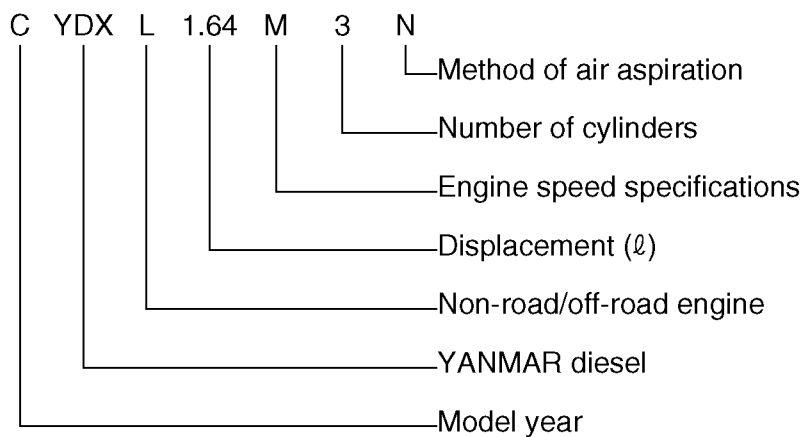 C YDX L 1.64 M 3 N
Method of air aspiration
Number of cylinders
Engine speed specifications
Displacement (ℓ)
Non-road/off-road engine
YANMAR diesel
Model year